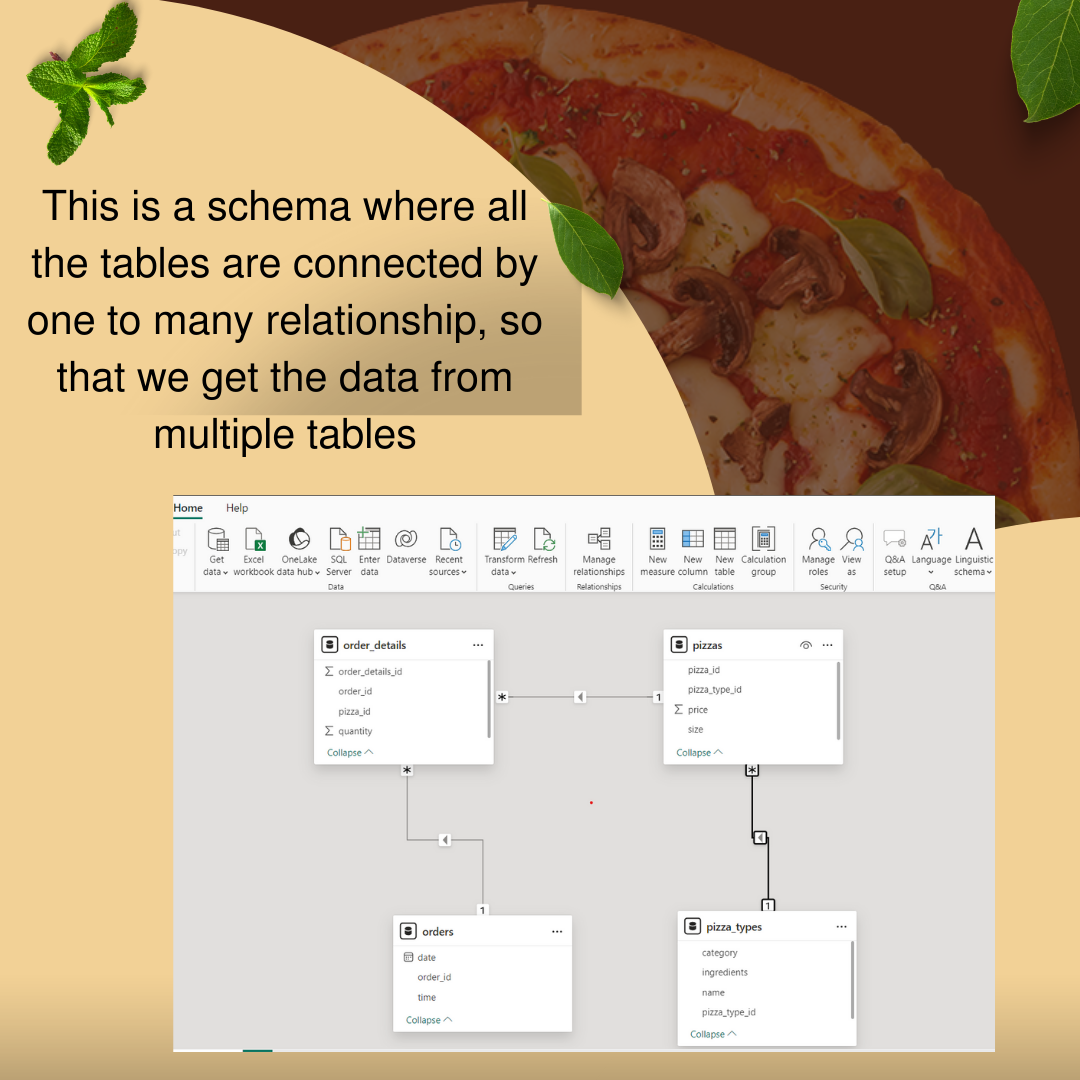 This is a schema where all
the tables are connected by
one to many relationship, so
that we get the data from
multiple tables
Home Help
Get data Excel workbook OneLake data hub SQL Server Enter data Dataverse Recent sources Transform data Refresh Manage relationships New measure New column New table Calculation group Manage roles View as Q&A setup Language Linguistic schema
Data Queries Relationships Calculations Security Q&A
order_details
order_details_id
order_id
pizza_id
quantity
Collapse
pizzas
pizza_id
pizza_type_id
price
size
Collapse
* 1
* 1
* 1
orders
date
order_id
time
Collapse
pizza_types
category
ingredients
name
pizza_type_id
Collapse